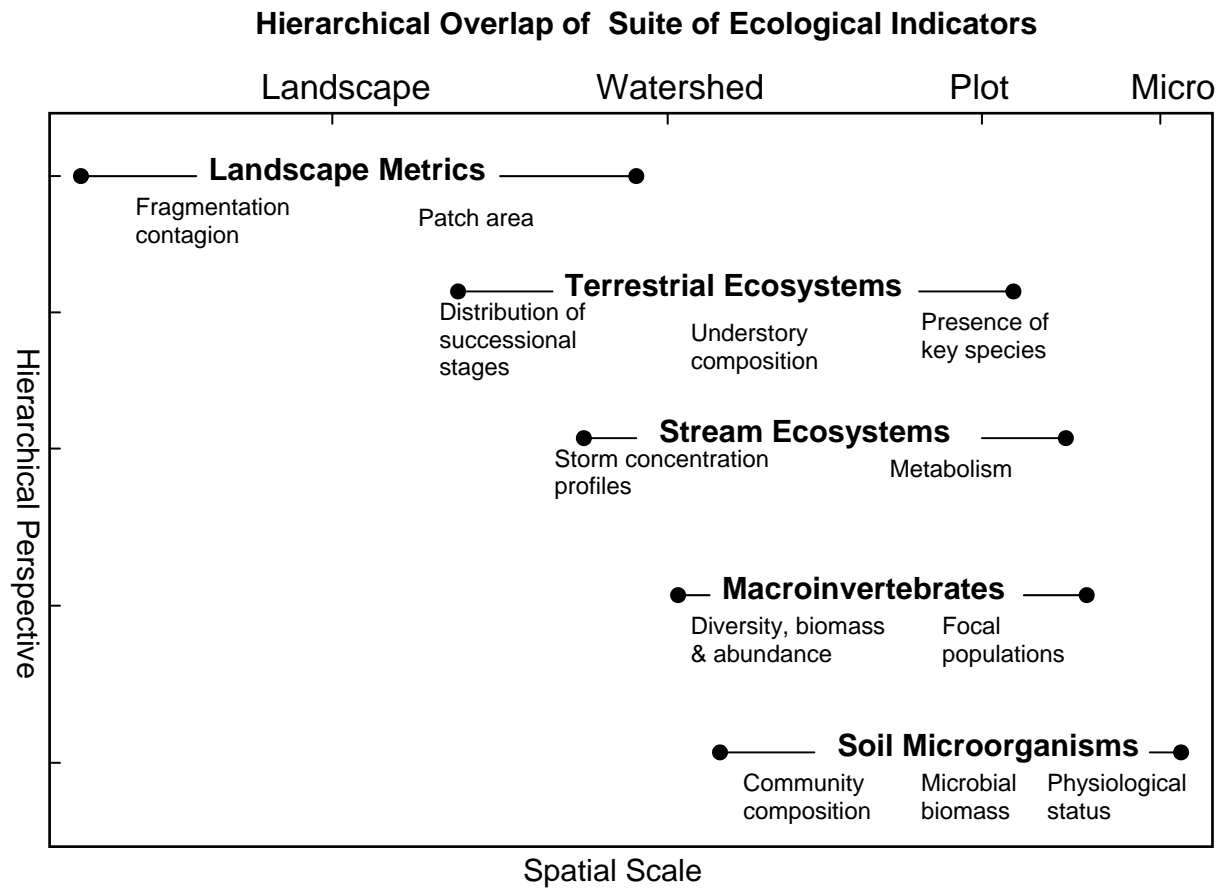 Hierarchical Overlap of  Suite of Ecological Indicators
Landscape Watershed Plot Micro
Landscape Metrics
Fragmentation
contagion
Patch area
Terrestrial Ecosystems
Distribution of
successional
stages
Understory
composition
Presence of
key species
Stream Ecosystems
Storm concentration
profiles
Metabolism
Macroinvertebrates
Diversity, biomass
& abundance
Focal
populations
Soil Microorganisms
Community
composition
Microbial
biomass
Physiological
status
Hierarchical Perspective
Spatial Scale